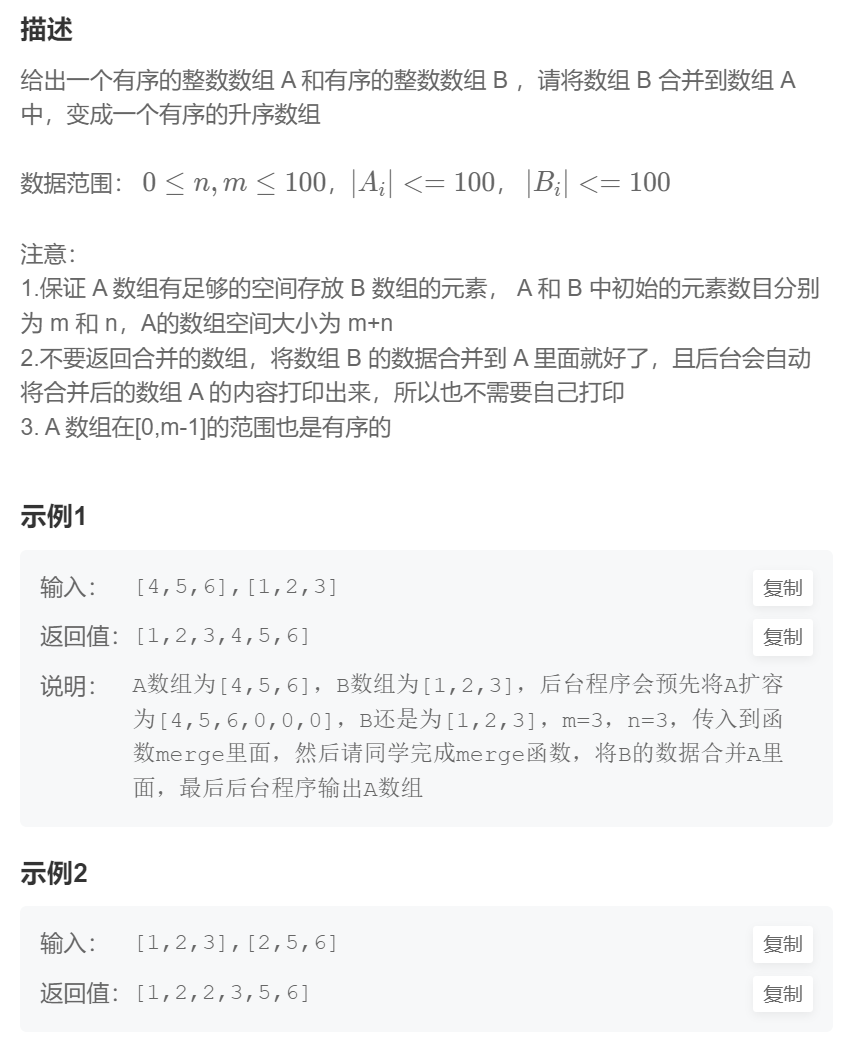 描述
给出一个有序的整数数组 A 和有序的整数数组 B ，请将数组 B 合并到数组 A
中，变成一个有序的升序数组
数据范围： 0 ≤ n, m ≤ 100，|A_i| <= 100， |B_i| <= 100
注意：
1.保证 A 数组有足够的空间存放 B 数组的元素， A 和 B 中初始的元素数目分别
为 m 和 n，A的数组空间大小为 m+n
2.不要返回合并的数组，将数组 B 的数据合并到 A 里面就好了，且后台会自动
将合并后的数组 A 的内容打印出来，所以也不需要自己打印
3. A 数组在[0,m-1]的范围也是有序的
示例1
输入： [4,5,6],[1,2,3] 复制
返回值： [1,2,3,4,5,6] 复制
说明： A数组为[4,5,6]，B数组为[1,2,3]，后台程序会预先将A扩容
为[4,5,6,0,0,0]，B还是为[1,2,3]，m=3，n=3，传入到函
数merge里面，然后请同学完成merge函数，将B的数据合并A里
面，最后后台程序输出A数组
示例2
输入： [1,2,3],[2,5,6] 复制
返回值： [1,2,2,3,5,6] 复制